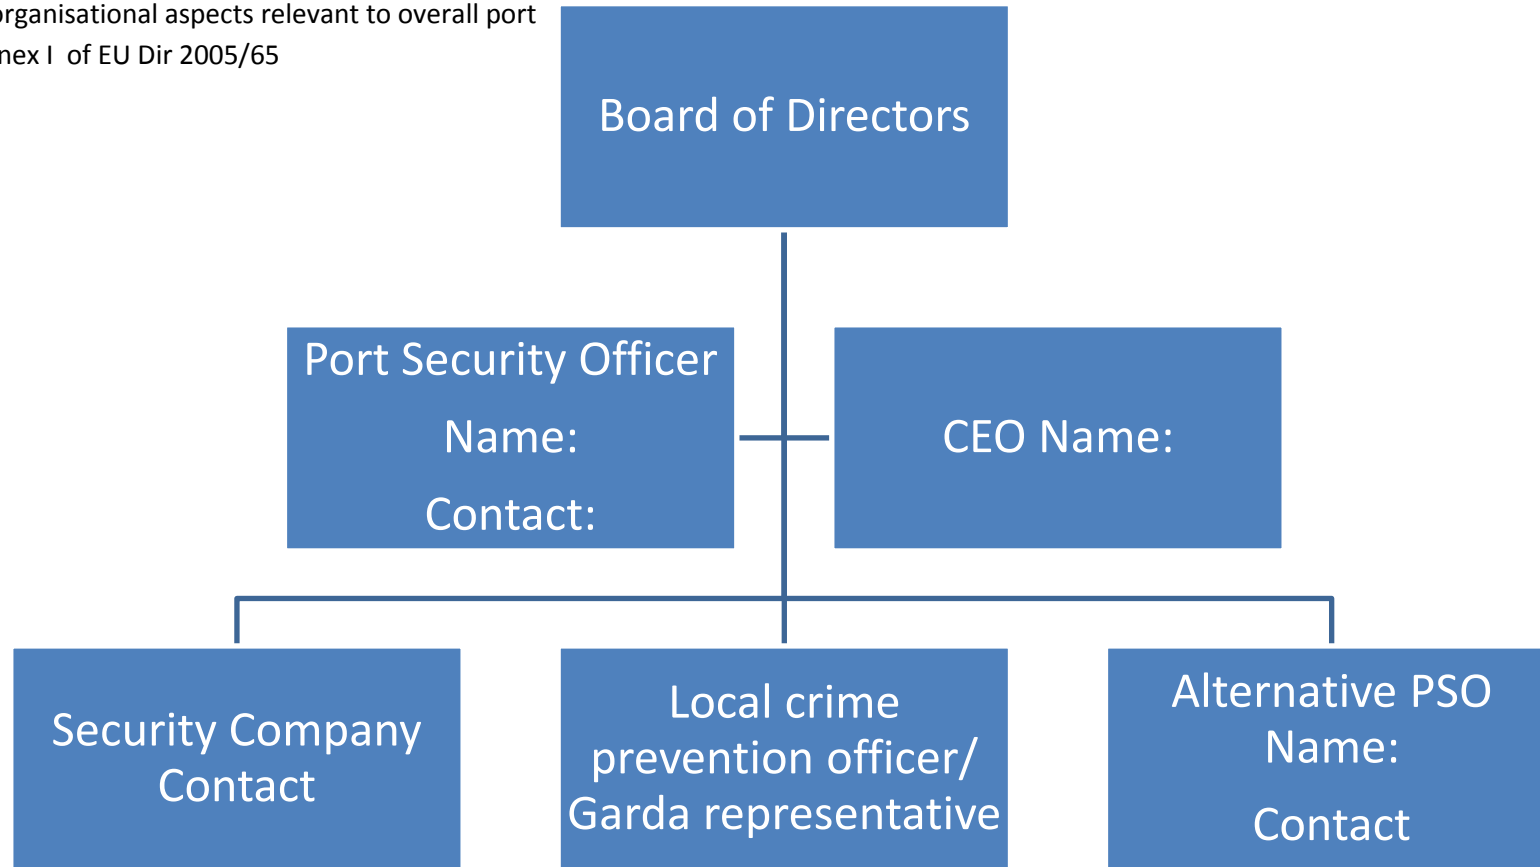 organisational aspects relevant to overall port
nex I of EU Dir 2005/65
Board of Directors
Port Security Officer
Name:
Contact:
CEO Name:
Security Company
Contact
Local crime
prevention officer/
Garda representative
Alternative PSO
Name:
Contact